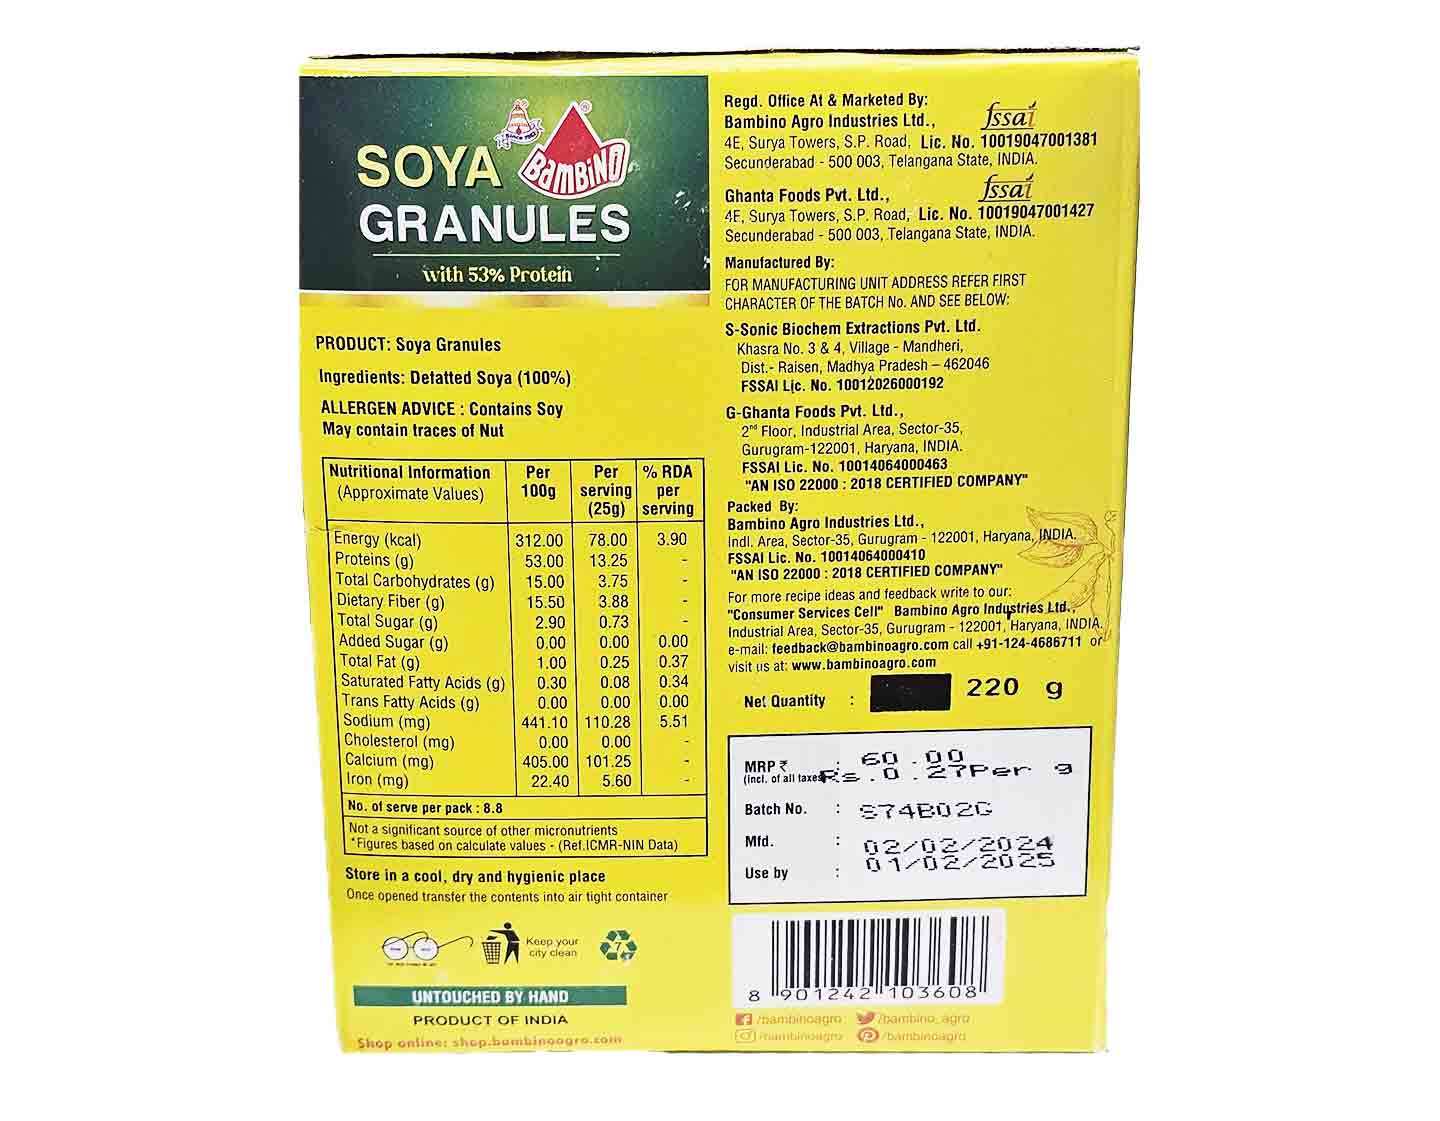 SOYA
GRANULES
Since 1982
BAMBINO
with 53% Protein
PRODUCT: Soya Granules
Ingredients: Defatted Soya (100%)
ALLERGEN ADVICE : Contains Soy
May contain traces of Nut
Nutritional Information (Approximate Values) Per 100g Per serving (25g) % RDA per serving
Energy (kcal) 312.00 78.00 3.90
Proteins (g) 53.00 13.25 -
Total Carbohydrates (g) 15.00 3.75 -
Dietary Fiber (g) 15.50 3.88 -
Total Sugar (g) 2.90 0.73 -
Added Sugar (g) 0.00 0.00 0.00
Total Fat (g) 1.00 0.25 0.37
Saturated Fatty Acids (g) 0.30 0.08 0.34
Trans Fatty Acids (g) 0.00 0.00 0.00
Sodium (mg) 441.10 110.28 5.51
Cholesterol (mg) 0.00 0.00 -
Calcium (mg) 405.00 101.25 -
Iron (mg) 22.40 5.60 -
No. of serve per pack : 8.8
Not a significant source of other micronutrients
*Figures based on calculate values - (Ref.ICMR-NIN Data)
Store in a cool, dry and hygienic place
Once opened transfer the contents into air tight container
Keep your
city clean
7
UNTOUCHED BY HAND
PRODUCT OF INDIA
Shop online: shop.bambinoagro.com
Regd. Office At & Marketed By:
Bambino Agro Industries Ltd., fssai
4E, Surya Towers, S.P. Road, Lic. No. 10019047001381
Secunderabad - 500 003, Telangana State, INDIA.
Ghanta Foods Pvt. Ltd., fssai
4E, Surya Towers, S.P. Road, Lic. No. 10019047001427
Secunderabad - 500 003, Telangana State, INDIA.
Manufactured By:
FOR MANUFACTURING UNIT ADDRESS REFER FIRST
CHARACTER OF THE BATCH No. AND SEE BELOW:
S-Sonic Biochem Extractions Pvt. Ltd.
Khasra No. 3 & 4, Village - Mandheri,
Dist.- Raisen, Madhya Pradesh – 462046
FSSAI Lic. No. 10012026000192
G-Ghanta Foods Pvt. Ltd.,
2nd Floor, Industrial Area, Sector-35,
Gurugram-122001, Haryana, INDIA.
FSSAI Lic. No. 10014064000463
"AN ISO 22000 : 2018 CERTIFIED COMPANY"
Packed By:
Bambino Agro Industries Ltd.,
Indl. Area, Sector-35, Gurugram - 122001, Haryana, INDIA.
FSSAI Lic. No. 10014064000410
"AN ISO 22000 : 2018 CERTIFIED COMPANY"
For more recipe ideas and feedback write to our:
"Consumer Services Cell" Bambino Agro Industries Ltd.,
Industrial Area, Sector-35, Gurugram - 122001, Haryana, INDIA.
e-mail: feedback@bambinoagro.com call +91-124-4686711 or
visit us at: www.bambinoagro.com
Net Quantity : 220 g
MRP ₹ : 60.00
(incl. of all taxes) Rs.0.27Per g
Batch No. : S74B02G
Mfd. : 02/02/2024
Use by : 01/02/2025
8 901242 103608
/bambinoagro /bambino_agro
/bambinoagro /bambinoagro